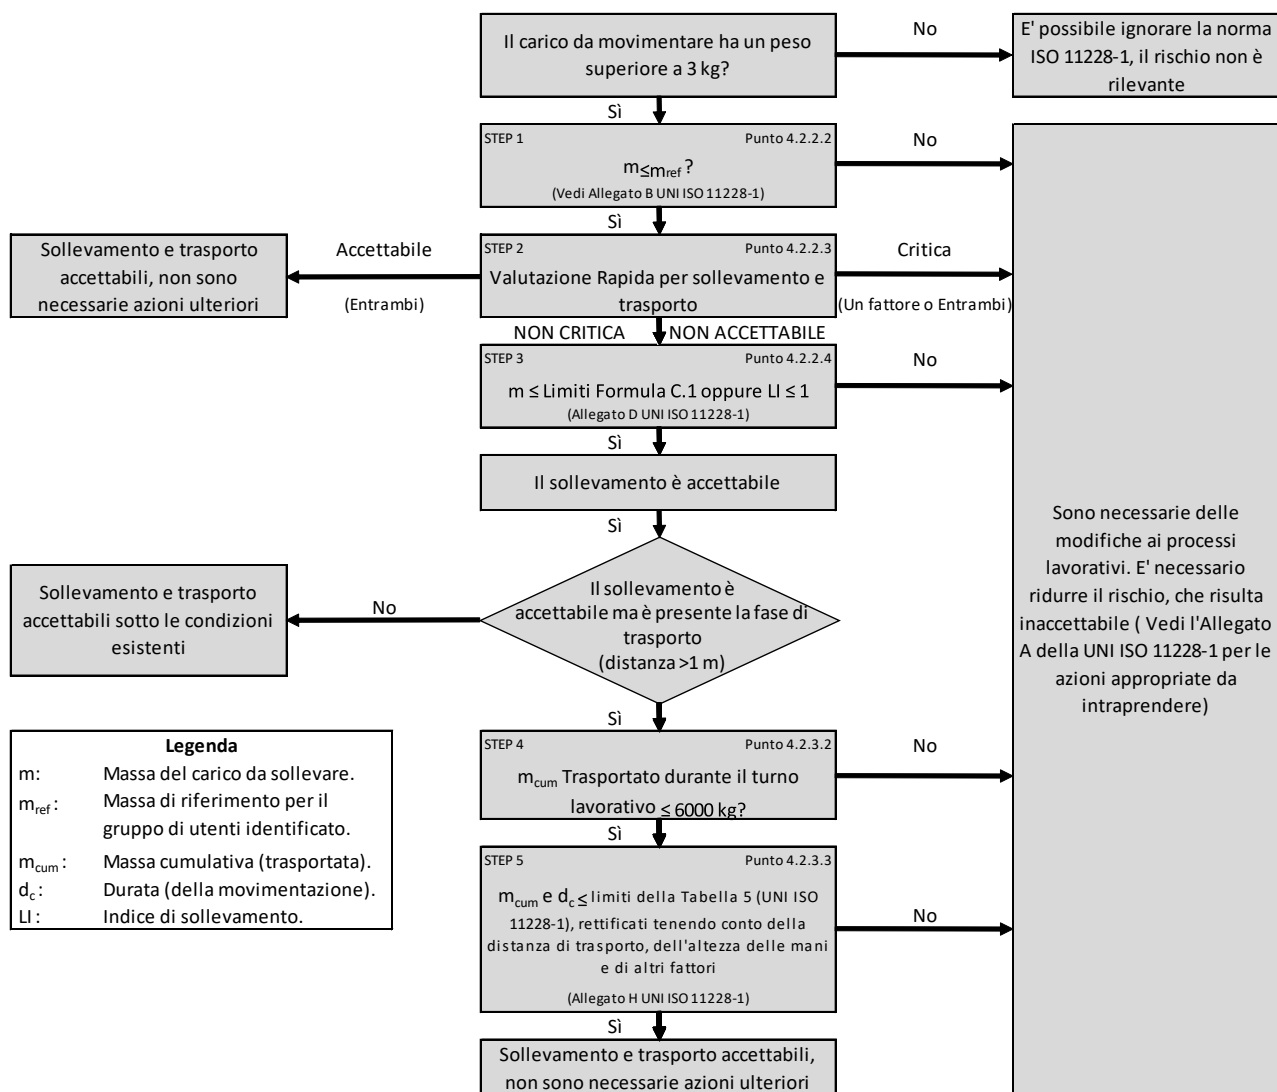 Il carico da movimentare ha un peso
superiore a 3 kg?
No
E' possibile ignorare la norma
ISO 11228-1, il rischio non è
rilevante
Sì
STEP 1 Punto 4.2.2.2
m≤mref ?
(Vedi Allegato B UNI ISO 11228-1)
No
Sì
Sollevamento e trasporto
accettabili, non sono
necessarie azioni ulteriori
Accettabile
(Entrambi)
STEP 2 Punto 4.2.2.3
Valutazione Rapida per sollevamento e
trasporto
Critica
(Un fattore o Entrambi)
NON CRITICA NON ACCETTABILE
STEP 3 Punto 4.2.2.4
m ≤ Limiti Formula C.1 oppure LI ≤ 1
(Allegato D UNI ISO 11228-1)
No
Sì
Il sollevamento è accettabile
Sì
Sollevamento e trasporto
accettabili sotto le condizioni
esistenti
No
Il sollevamento è
accettabile ma è presente la fase di
trasporto
(distanza >1 m)
Sono necessarie delle
modifiche ai processi
lavorativi. E' necessario
ridurre il rischio, che risulta
inaccettabile ( Vedi l'Allegato
A della UNI ISO 11228-1 per le
azioni appropriate da
intraprendere)
Sì
STEP 4 Punto 4.2.3.2
mcum Trasportato durante il turno
lavorativo ≤ 6000 kg?
No
Sì
STEP 5 Punto 4.2.3.3
mcum e dc≤ limiti della Tabella 5 (UNI ISO
11228-1), rettificati tenendo conto della
distanza di trasporto, dell'altezza delle mani
e di altri fattori
(Allegato H UNI ISO 11228-1)
No
Sì
Sollevamento e trasporto accettabili,
non sono necessarie azioni ulteriori
Legenda
m: Massa del carico da sollevare.
mref : Massa di riferimento per il
gruppo di utenti identificato.
mcum : Massa cumulativa (trasportata).
dc : Durata (della movimentazione).
LI : Indice di sollevamento.